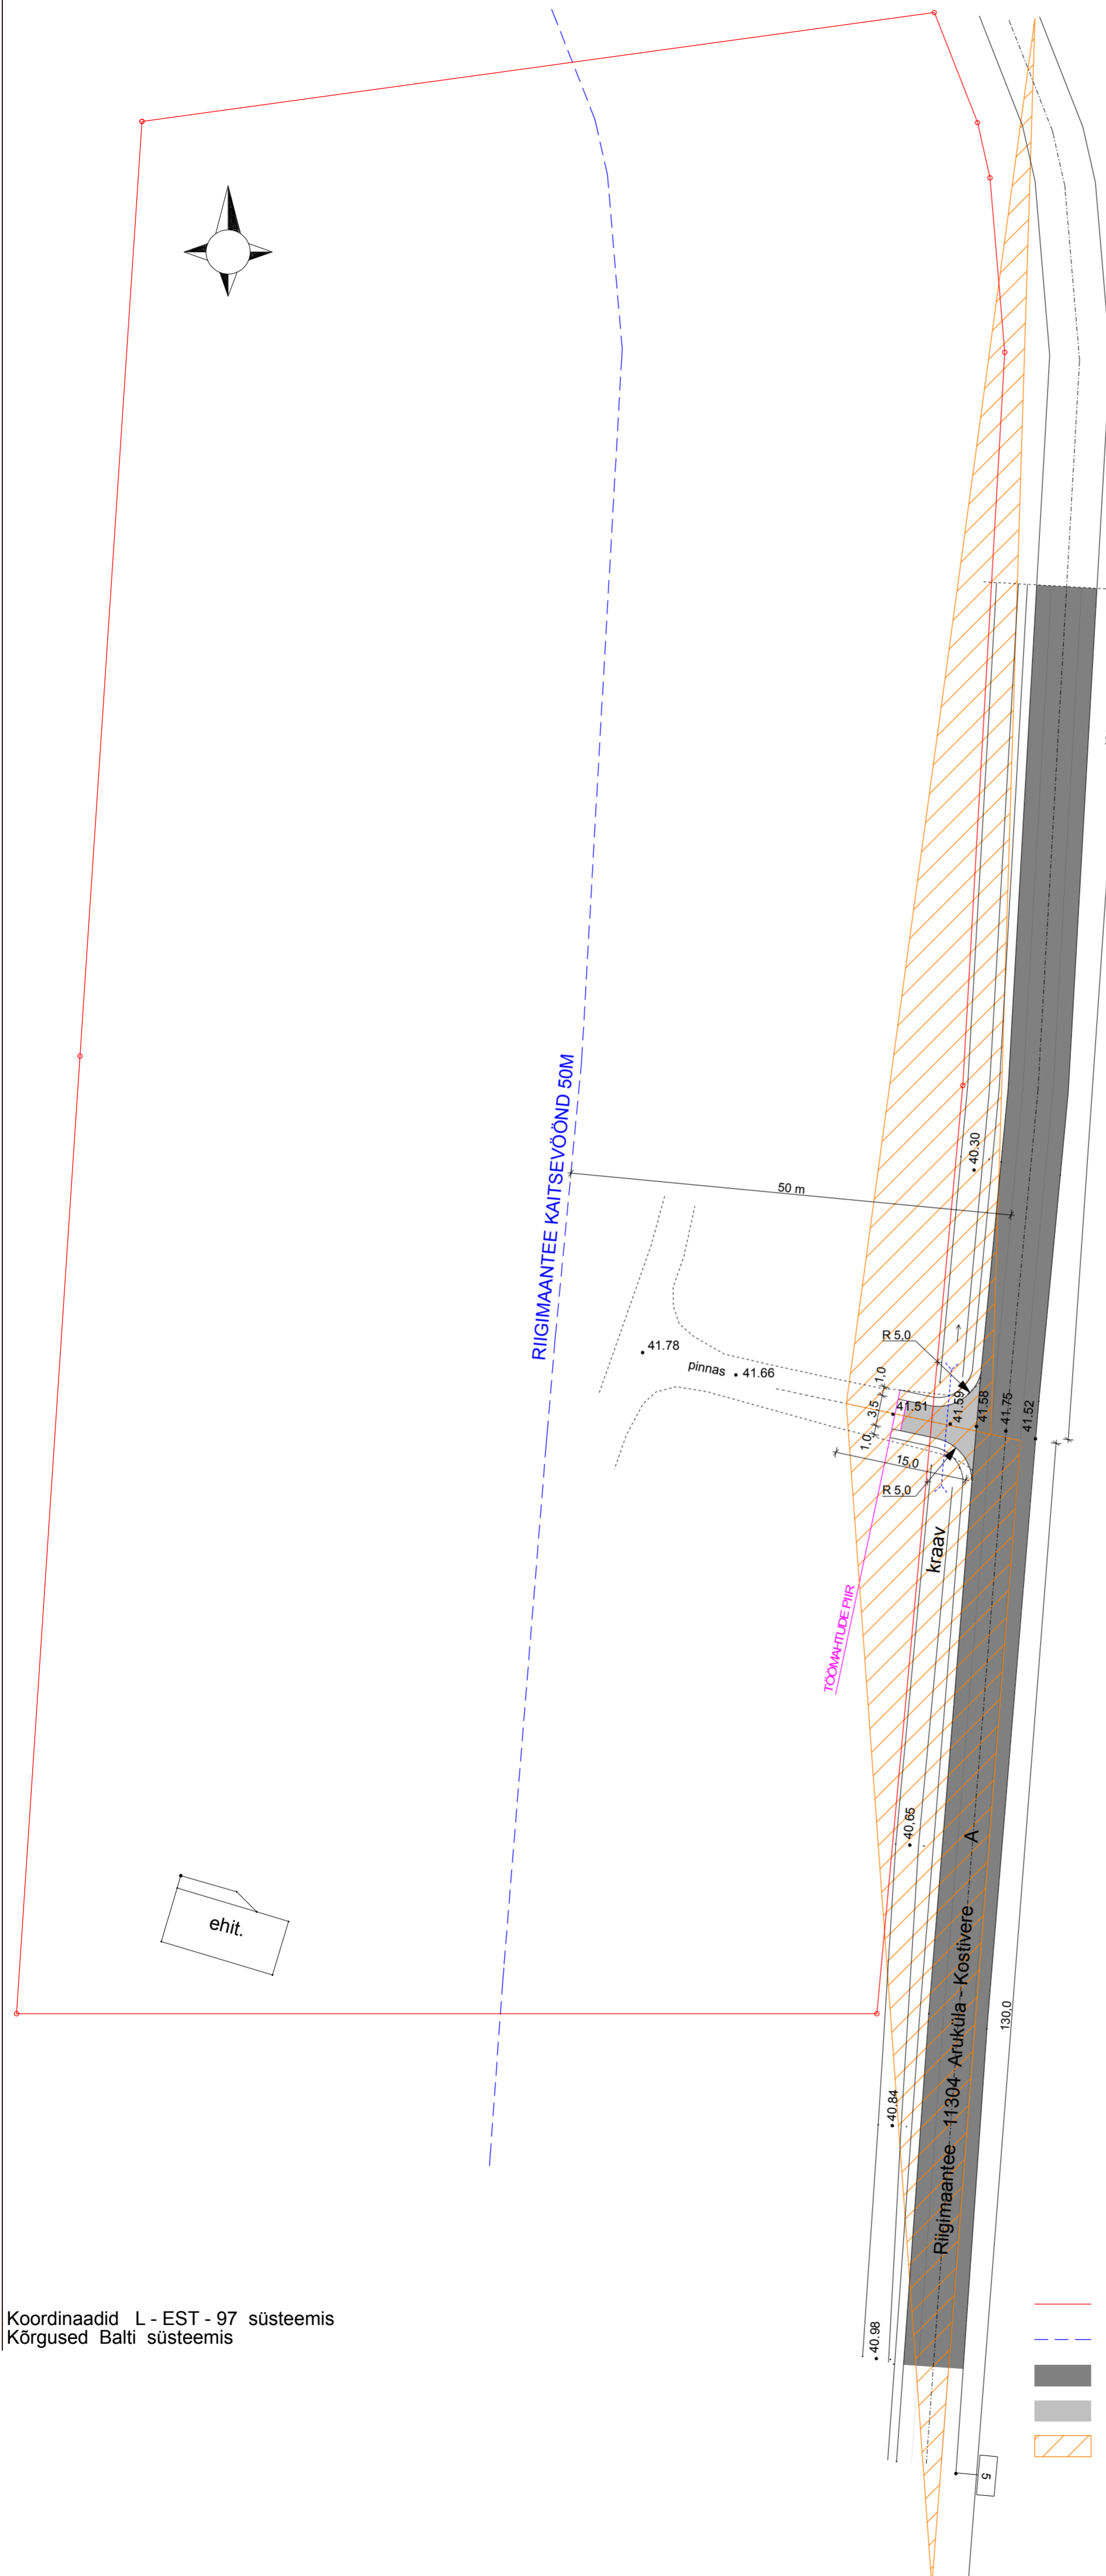 RIIGIMAANTEE KAITSEVÖÖND 50M
50 m
40.30
R 5,0
41.78
pinnas
41.66
1,0
3,5
1,0
41.51
41.59
41.58
41.75
41.52
15,0
R 5,0
kraav
TÖÖMAHTUDE PIIR
40,65
ehit.
Riigimaantee 11304 Aruküla - Kostivere A
130,0
40.84
40.98
Koordinaadid L - EST - 97 süsteemis
Kõrgused Balti süsteemis
5